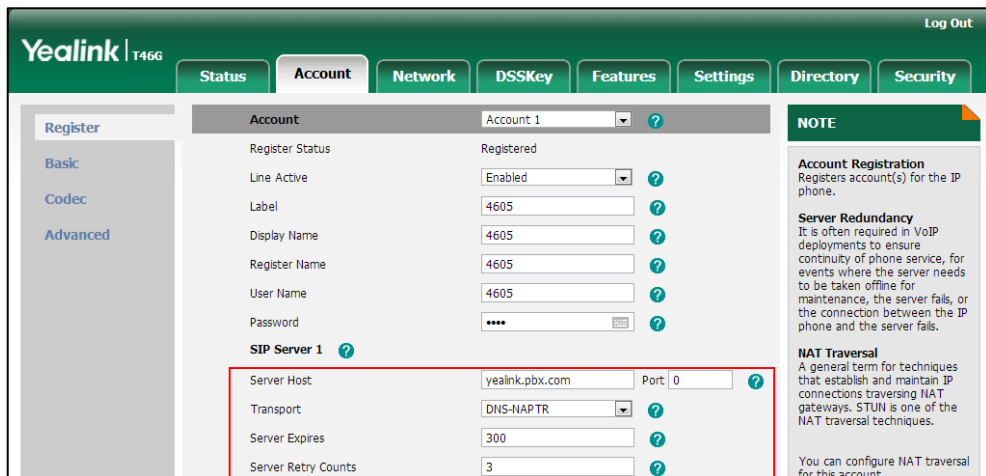 Log Out
Yealink | T46G
Status Account Network DSSKey Features Settings Directory Security
Register
Basic
Codec
Advanced
Account Account 1
Register Status Registered
Line Active Enabled
Label 4605
Display Name 4605
Register Name 4605
User Name 4605
Password ••••
SIP Server 1
Server Host yealink.pbx.com Port 0
Transport DNS-NAPTR
Server Expires 300
Server Retry Counts 3
NOTE
Account Registration
Registers account(s) for the IP
phone.
Server Redundancy
It is often required in VoIP
deployments to ensure
continuity of phone service, for
events where the server needs
to be taken offline for
maintenance, the server fails, or
the connection between the IP
phone and the server fails.
NAT Traversal
A general term for techniques
that establish and maintain IP
connections traversing NAT
gateways. STUN is one of the
NAT traversal techniques.
You can configure NAT traversal
for this account.